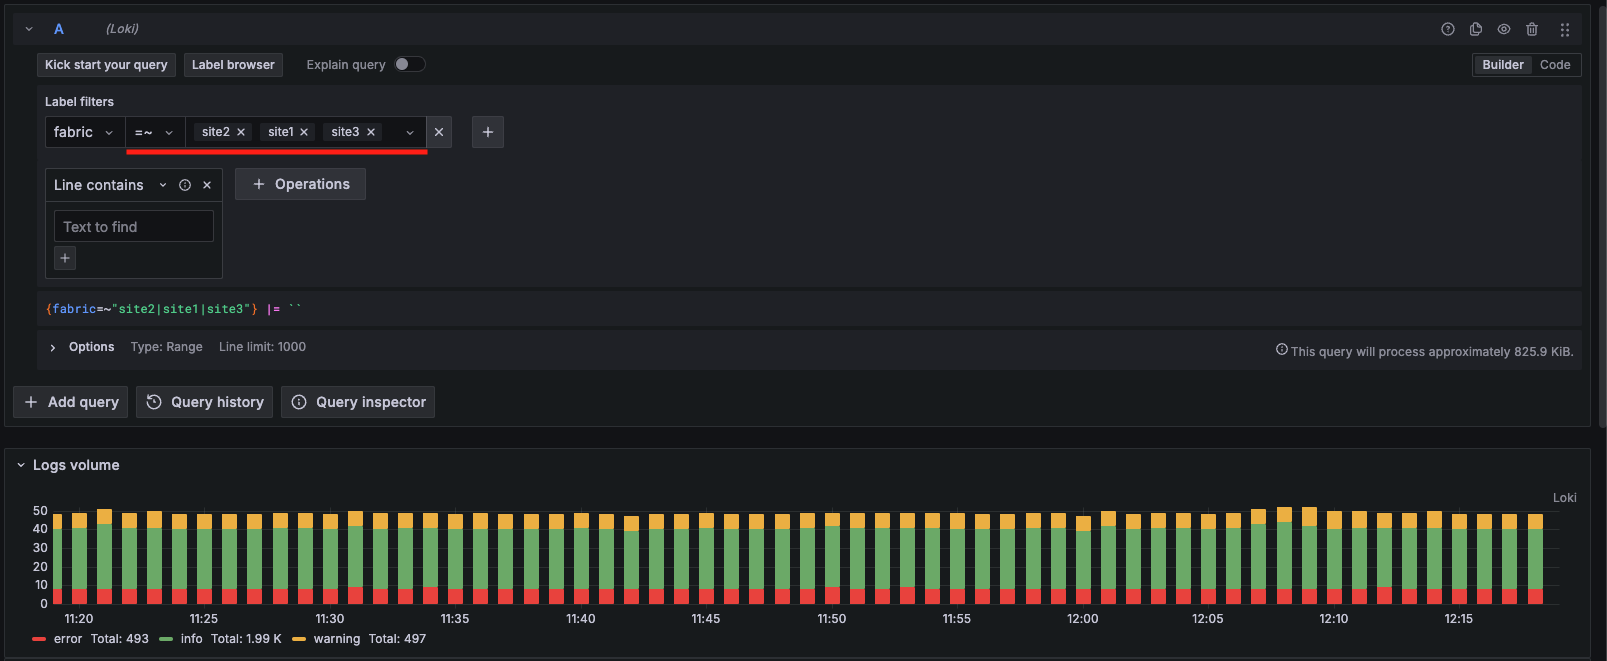 A (Loki)
Kick start your query Label browser Explain query Builder Code
Label filters
fabric =~ site2 site1 site3
Line contains Operations
Text to find
{fabric=~"site2|site1|site3"} |= ``
Options Type: Range Line limit: 1000 This query will process approximately 825.9 KiB.
Add query Query history Query inspector
Logs volume
Loki
50
40
30
20
10
0
11:20 11:25 11:30 11:35 11:40 11:45 11:50 11:55 12:00 12:05 12:10 12:15
error Total: 493 info Total: 1.99 K warning Total: 497